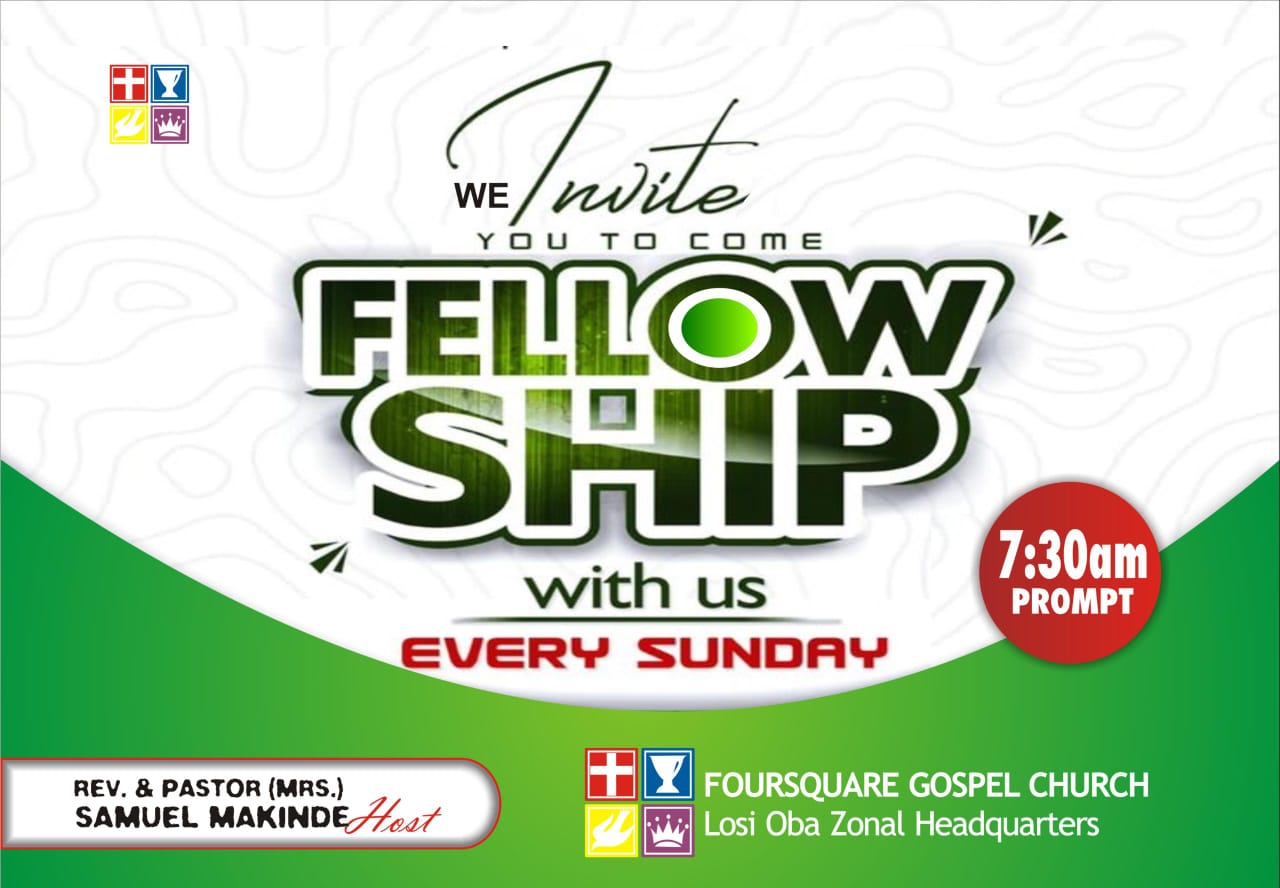 WE Invite
YOU TO COME
FELLOW
SHIP
with us
EVERY SUNDAY
7:30am
PROMPT
REV. & PASTOR (MRS.)
SAMUEL MAKINDE Host
FOURSQUARE GOSPEL CHURCH
Losi Oba Zonal Headquarters